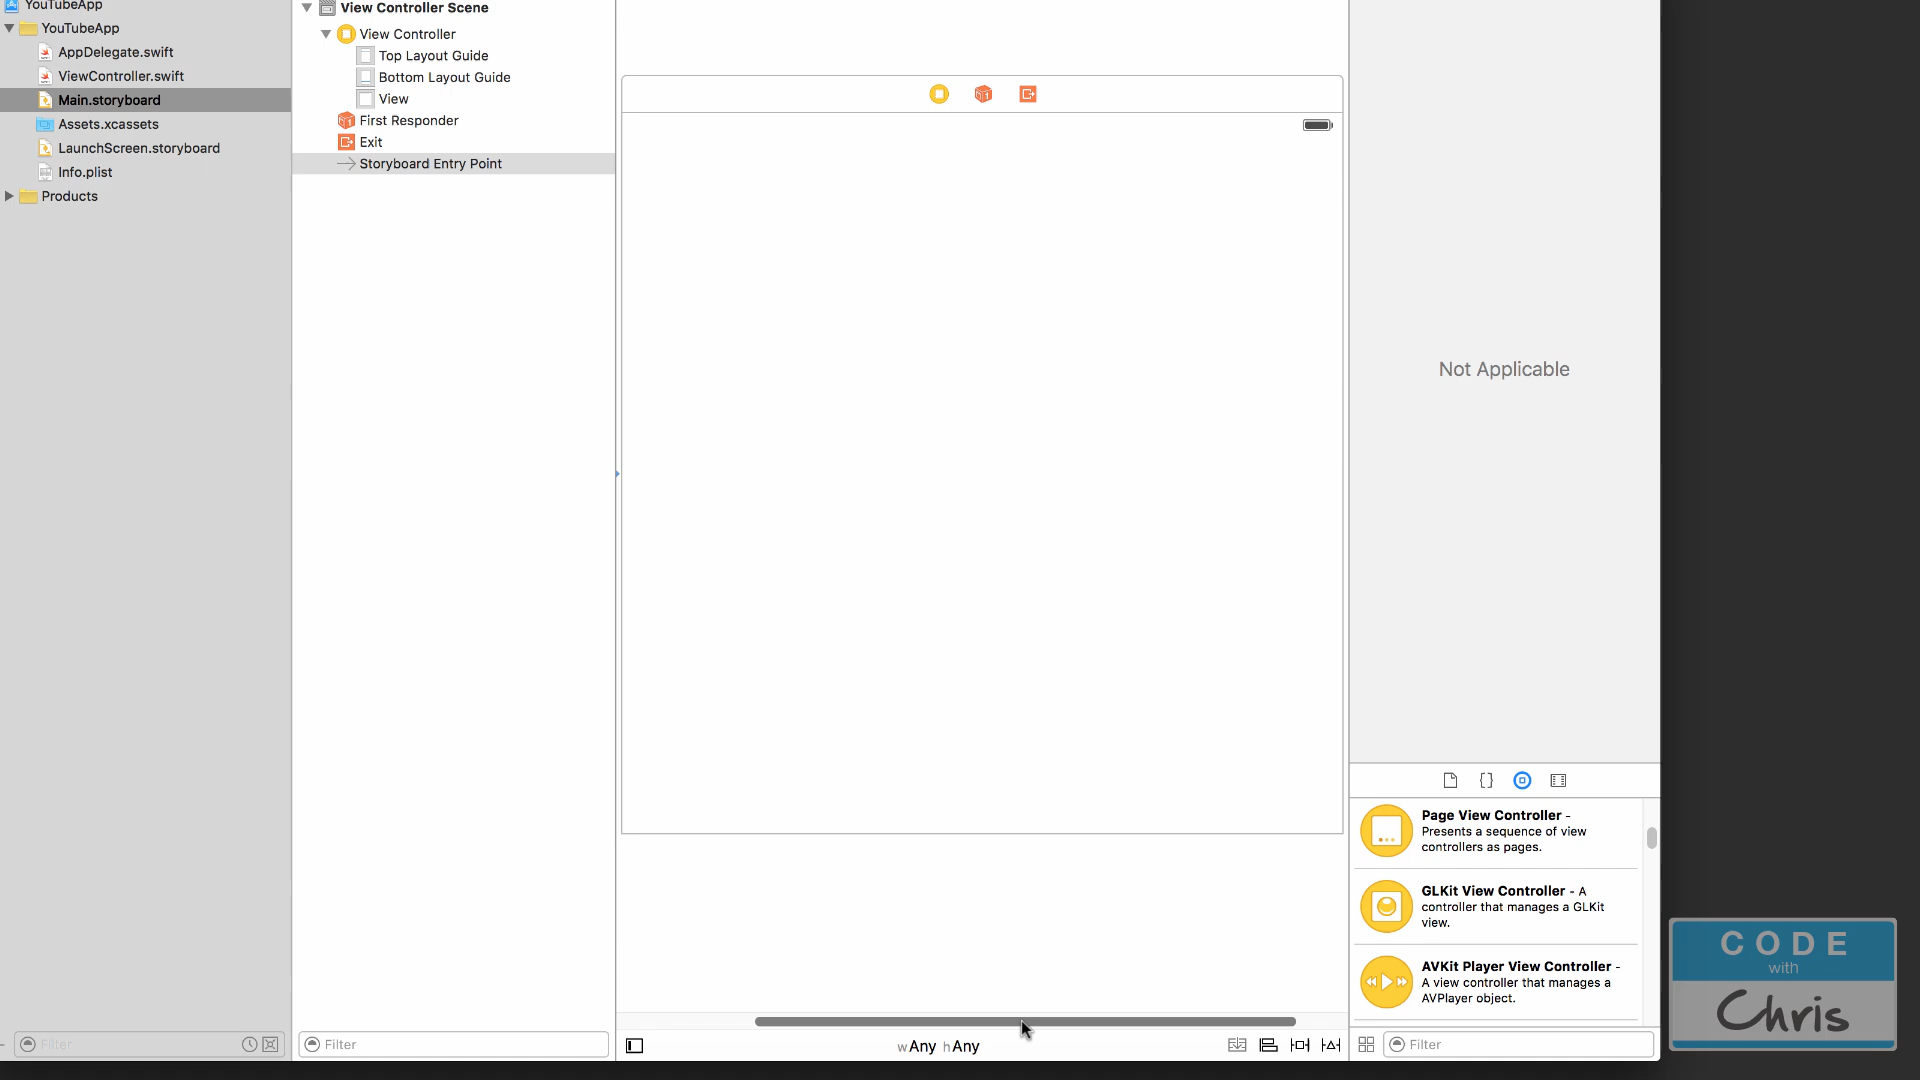 YouTubeApp
YouTubeApp
AppDelegate.swift
ViewController.swift
Main.storyboard
Assets.xcassets
LaunchScreen.storyboard
Info.plist
Products
Filter
View Controller Scene
View Controller
Top Layout Guide
Bottom Layout Guide
View
First Responder
1
Exit
Storyboard Entry Point
Filter
1
wAny hAny
Not Applicable
{}
Page View Controller -
Presents a sequence of view
controllers as pages.
GLKit View Controller - A
controller that manages a GLKit
view.
AVKit Player View Controller -
A view controller that manages a
AVPlayer object.
Filter
CODE
with
Chris